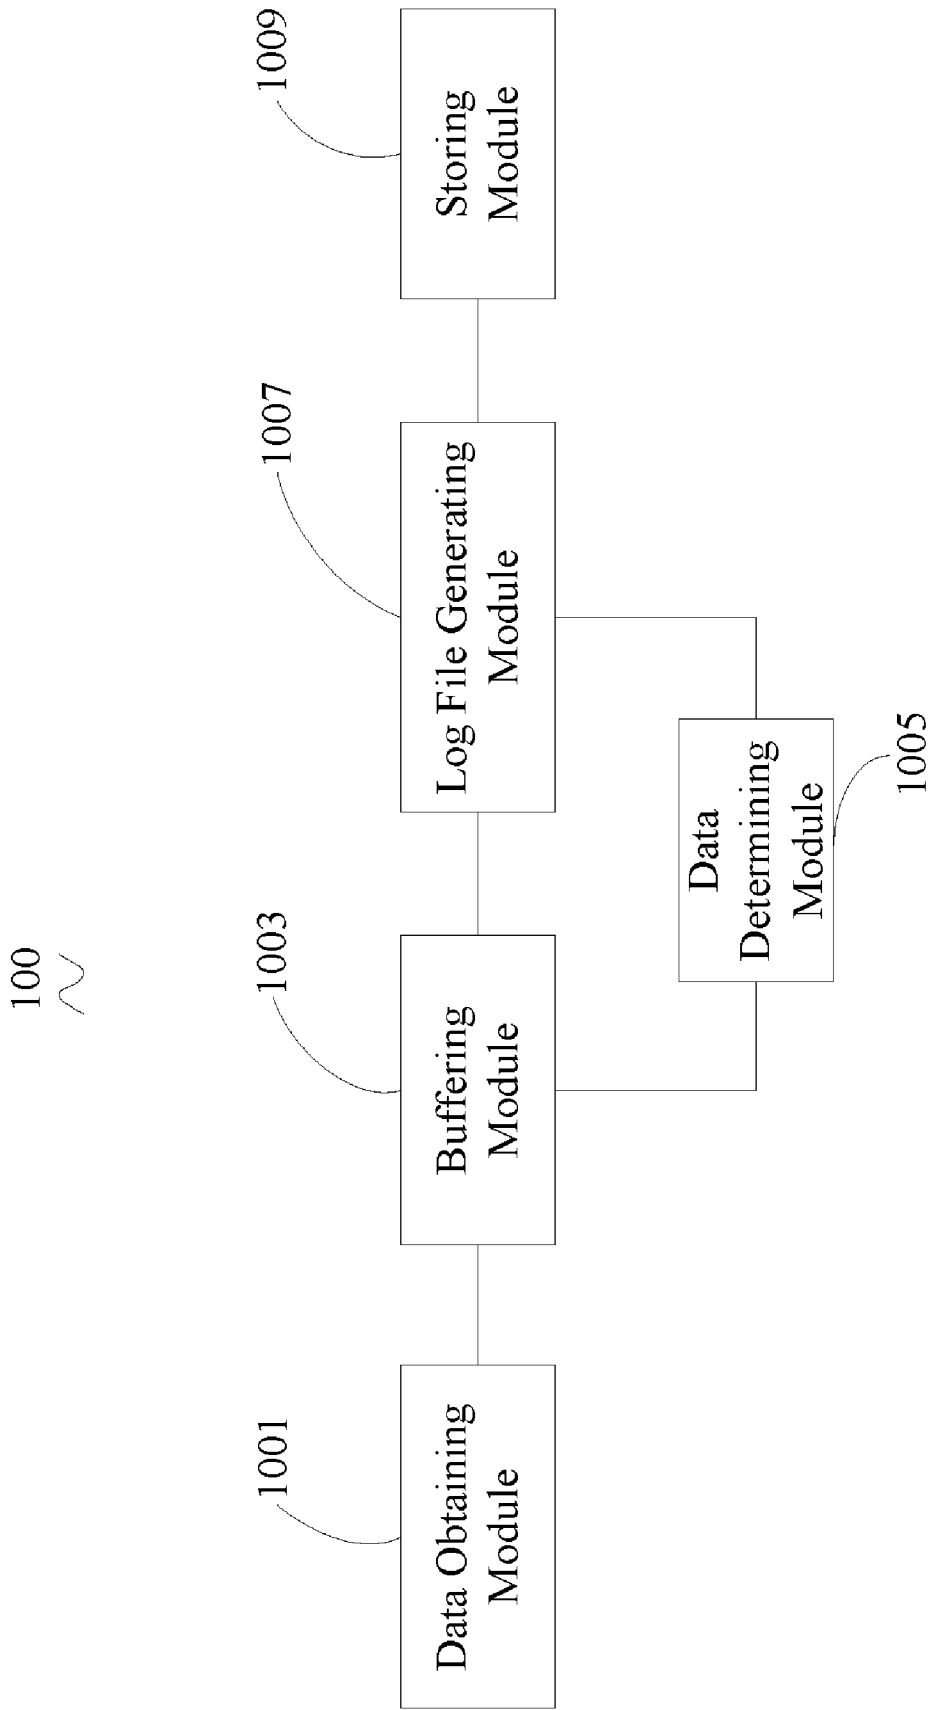 100
1001
1003
1007
1009
Data Obtaining
Module
Buffering
Module
Log File Generating
Module
Storing
Module
Data
Determining
Module
1005